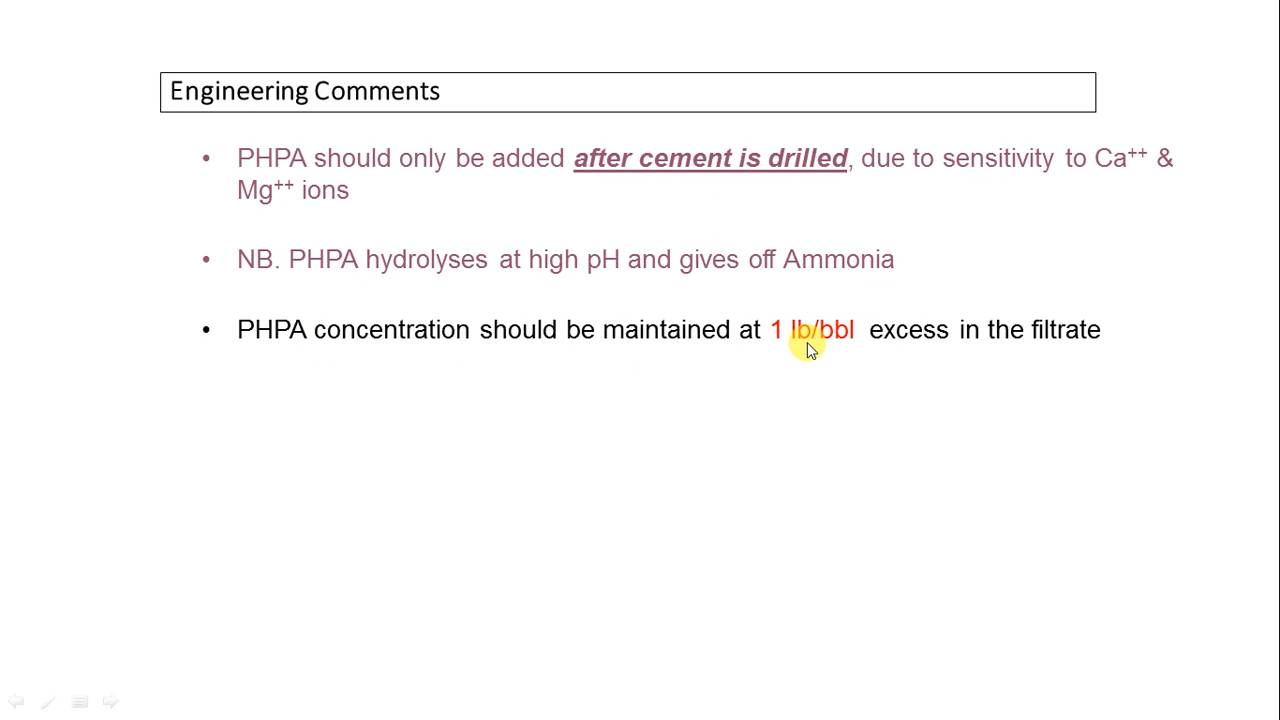 Engineering Comments
• PHPA should only be added after cement is drilled, due to sensitivity to Ca⁺⁺ &
Mg⁺⁺ ions
• NB. PHPA hydrolyses at high pH and gives off Ammonia
• PHPA concentration should be maintained at 1 lb/bbl excess in the filtrate